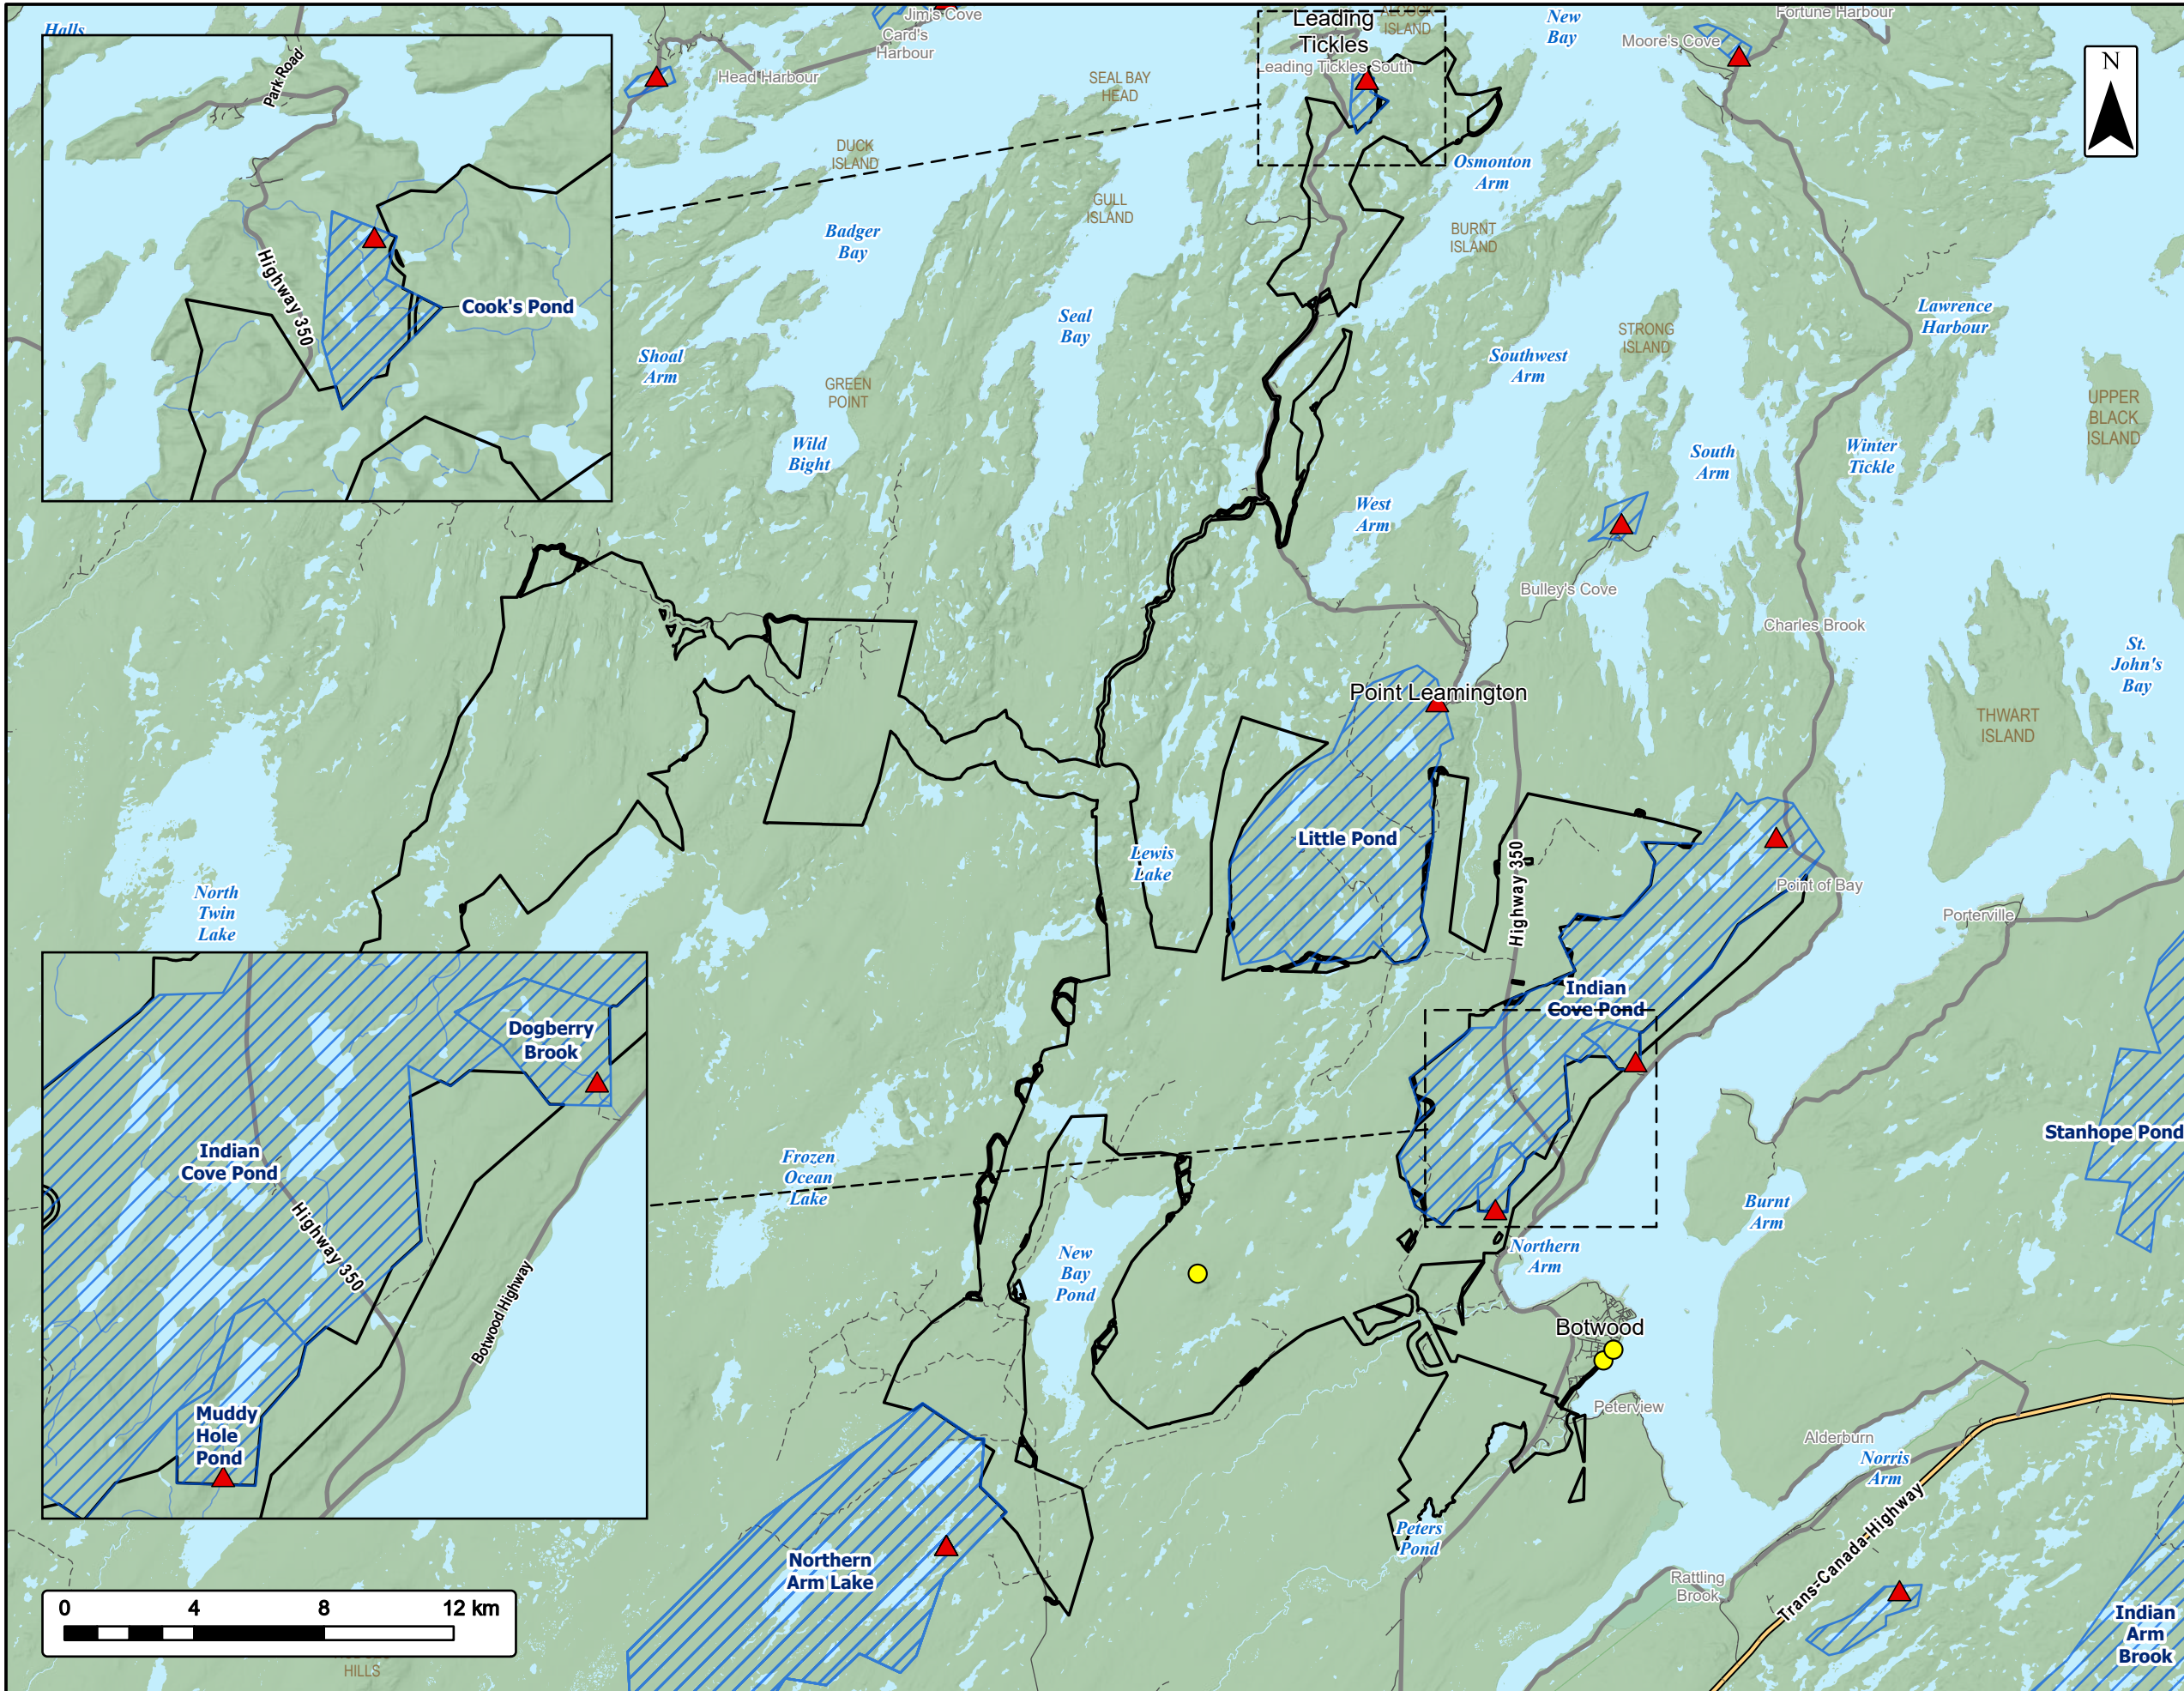 Halls
Park Road
Highway 350
Cook's Pond
Jim's Cove
Card's
Harbour
Head Harbour
SEAL BAY
HEAD
DUCK
ISLAND
GULL
ISLAND
Badger
Bay
Seal
Bay
Shoal
Arm
GREEN
POINT
Wild
Bight
Leading
Tickles
ISLAND
Leading Tickles South
New
Bay
Moore's Cove
Fortune Harbour
N
Osmonton
Arm
BURNT
ISLAND
Lawrence
Harbour
STRONG
ISLAND
Southwest
Arm
UPPER
BLACK
ISLAND
South
Arm
Winter
Tickle
West
Arm
Bulley's Cove
Charles Brook
St.
John's
Bay
Point Leamington
THWART
ISLAND
Little Pond
Lewis
Lake
Highway 350
Point of Bay
Porterville
North
Twin
Lake
Indian
Cove Pond
Dogberry
Brook
Indian
Cove Pond
Highway 350
Botwood Highway
Muddy
Hole
Pond
Stanhope Pond
Frozen
Ocean
Lake
Burnt
Arm
New
Bay
Pond
Northern
Arm
Botwood
Peterview
Alderburn
Norris
Arm
Trans-Canada-Highway
Peters
Pond
Northern
Arm Lake
Rattling
Brook
Indian
Arm
Brook
0 4 8 12 km
HILLS